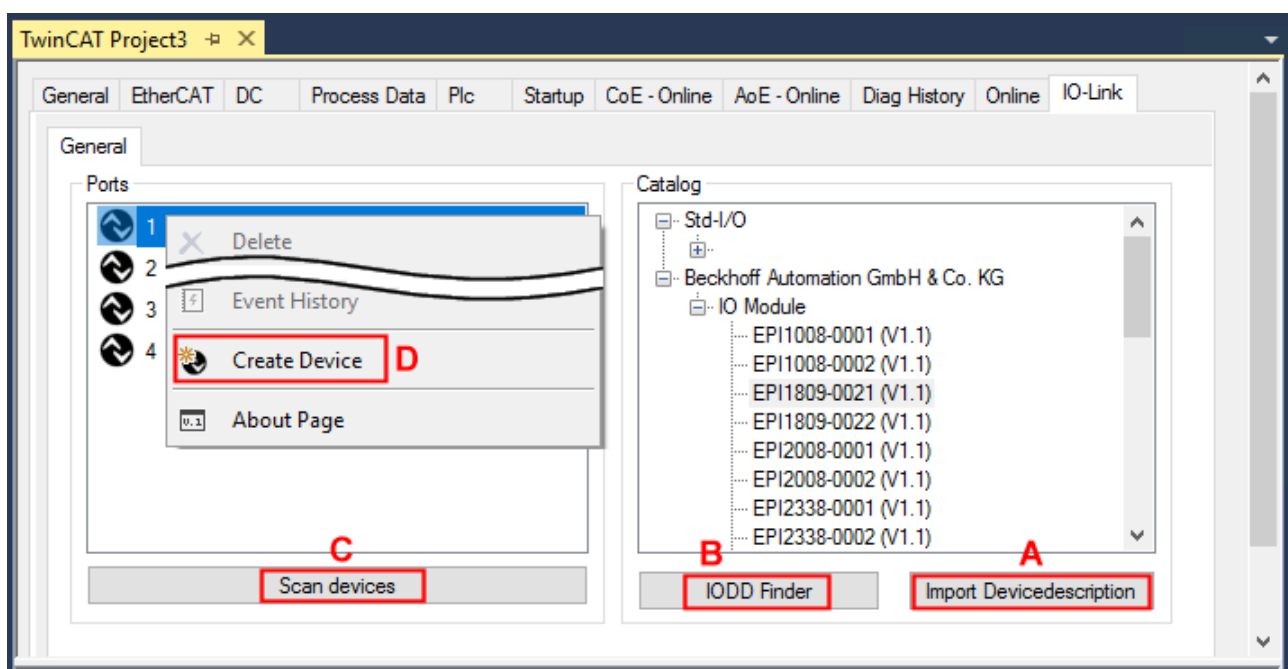 TwinCAT Project3
General EtherCAT DC Process Data Plc Startup CoE - Online AoE - Online Diag History Online IO-Link
General
Ports
1
2
3
4
Delete
Event History
Create Device D
About Page
C
Scan devices
Catalog
Std-I/O
Beckhoff Automation GmbH & Co. KG
IO Module
EPI1008-0001 (V1.1)
EPI1008-0002 (V1.1)
EPI1809-0021 (V1.1)
EPI1809-0022 (V1.1)
EPI2008-0001 (V1.1)
EPI2008-0002 (V1.1)
EPI2338-0001 (V1.1)
EPI2338-0002 (V1.1)
B A
IODD Finder Import Devicedescription